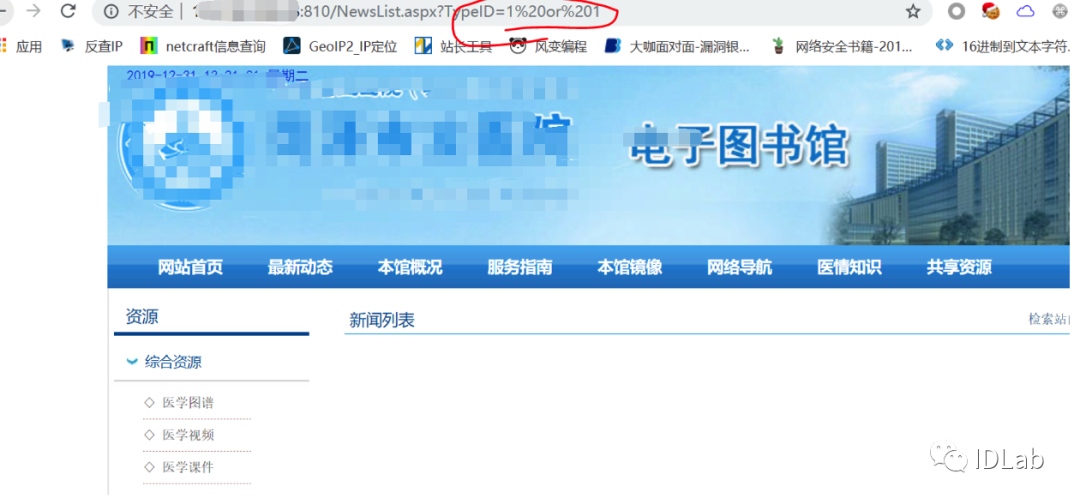 不安全 | :810/NewsList.aspx?TypeID=1%20or%201
应用 反查IP netcraft信息查询 GeoIP2_IP定位 站长工具 风变编程 大咖面对面-漏洞银... 网络安全书籍-201... 16进制到文本字符.
2019-12-31
期二
电子图书馆
网站首页 最新动态 本馆概况 服务指南 本馆镜像 网络导航 医情知识 共享资源
资源
新闻列表
检索站
综合资源
◇ 医学图谱
◇ 医学视频
◇ 医学课件
IDLab